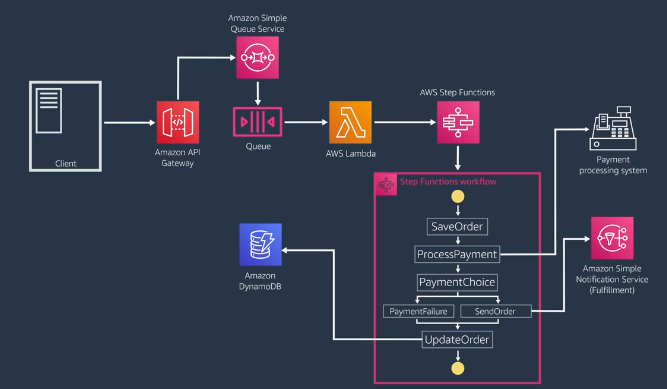 Amazon Simple
Queue Service
AWS Step Functions
Client
Amazon API
Gateway
Queue
AWS Lambda
Payment
processing system
Step Functions workflow
SaveOrder
ProcessPayment
PaymentChoice
PaymentFailure
SendOrder
UpdateOrder
Amazon
DynamoDB
Amazon Simple
Notification Service
(Fulfillment)